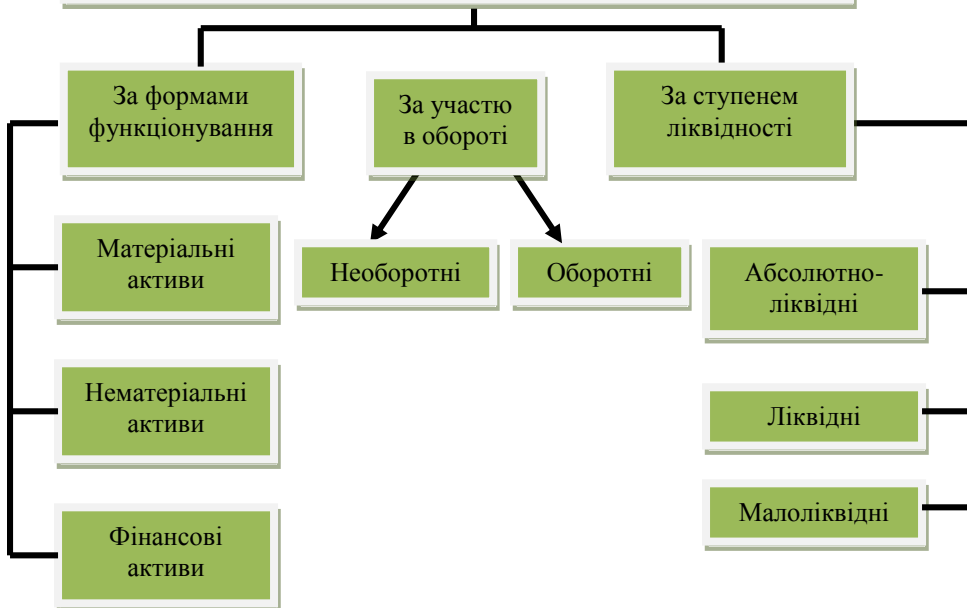 За формами
функціонування
За участю
в обороті
За ступенем
ліквідності
Матеріальні
активи
Нематеріальні
активи
Фінансові
активи
Необоротні
Оборотні
Абсолютно-
ліквідні
Ліквідні
Малоліквідні